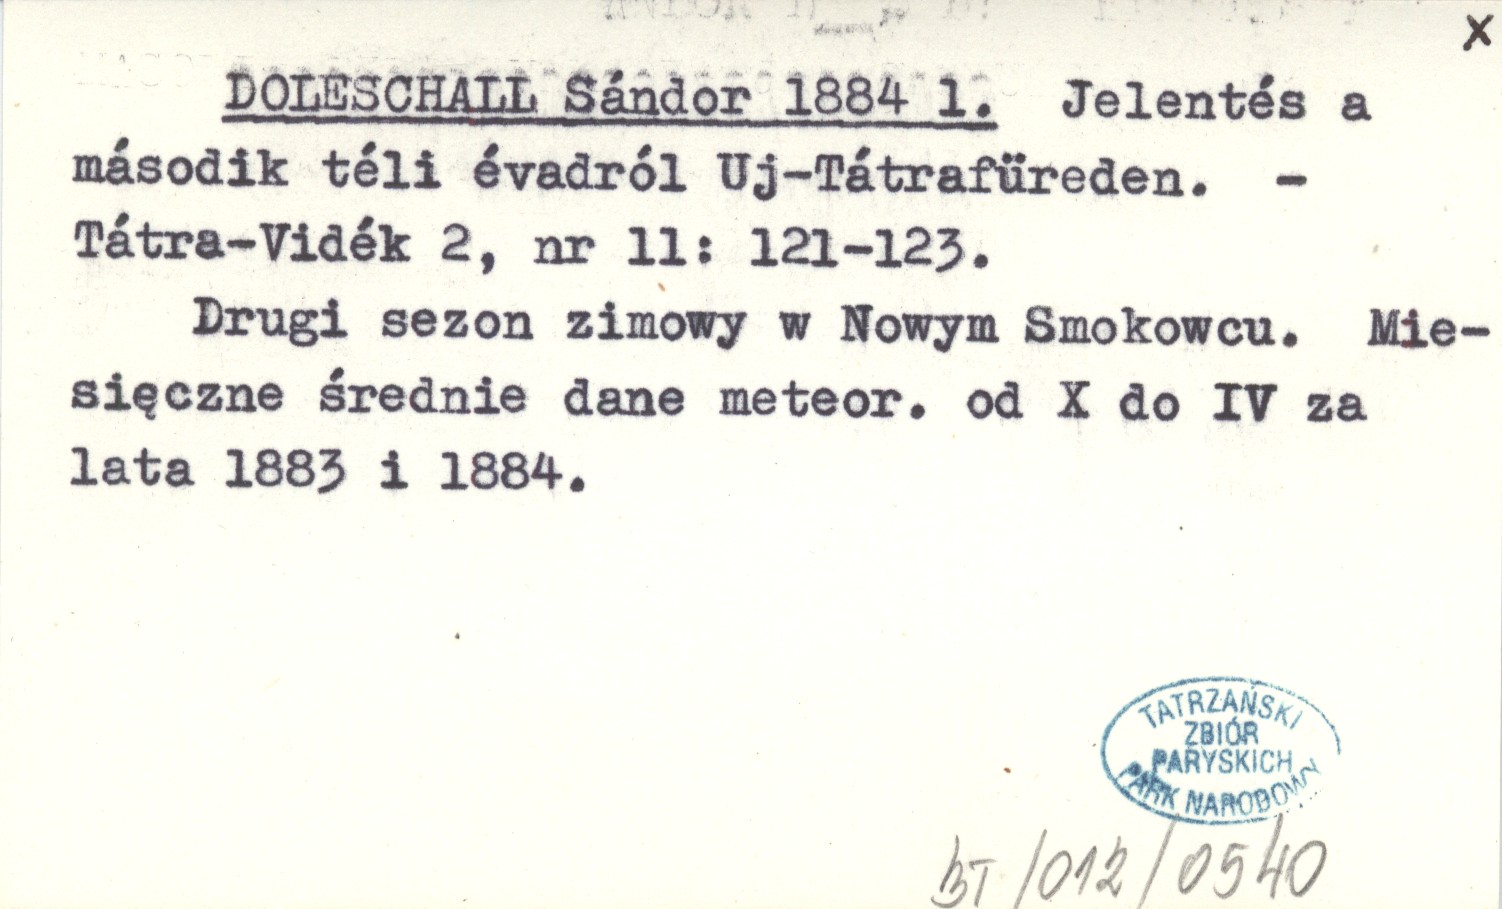 x
DOLESCHALL Sándor 1884 1. Jelentés a
második téli évadról Uj-Tátrafüreden. -
Tátra-Vidék 2, nr 11: 121-123.
Drugi sezon zimowy w Nowym Smokowcu. Mie-
sięczne średnie dane meteor. od X do IV za
lata 1883 i 1884.
TATRZAŃSKI
ZBIÓR
PARYSKICH
PARK NARODOWY
BT/012/0540